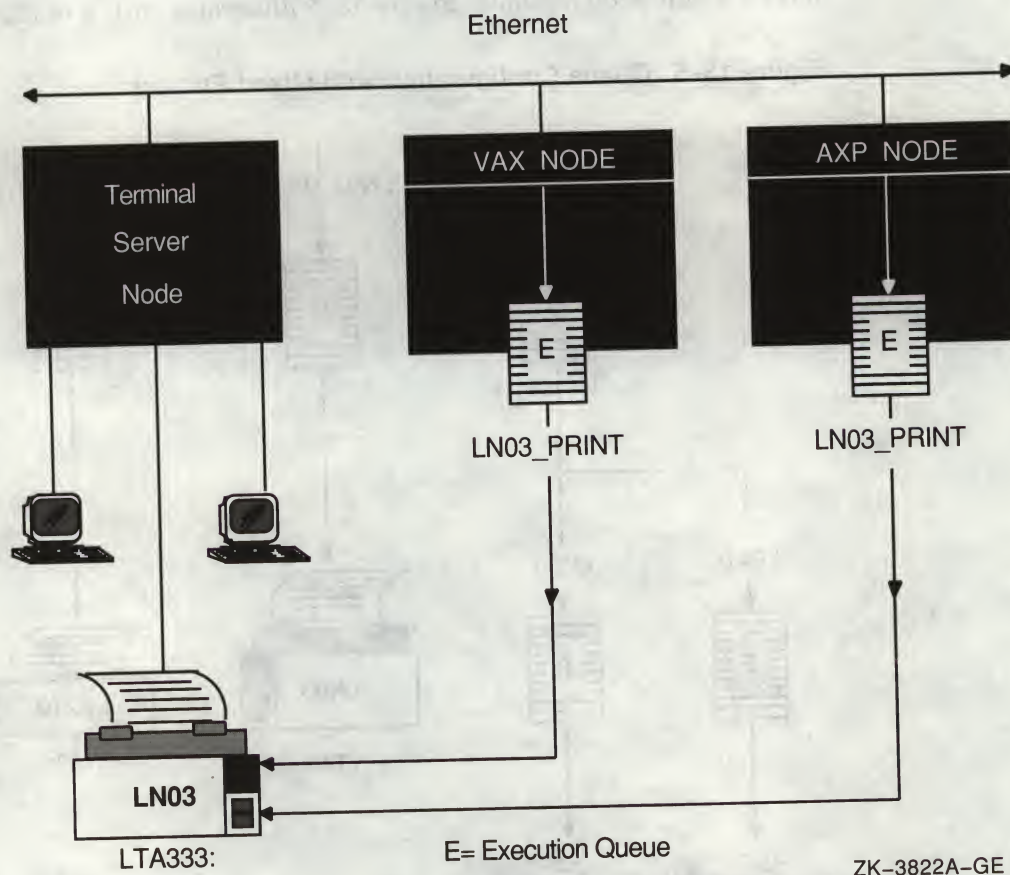 Ethernet
Terminal
Server
Node
VAX NODE
AXP NODE
E
E
LN03_PRINT
LN03_PRINT
LN03
LTA333:
E= Execution Queue
ZK-3822A-GE